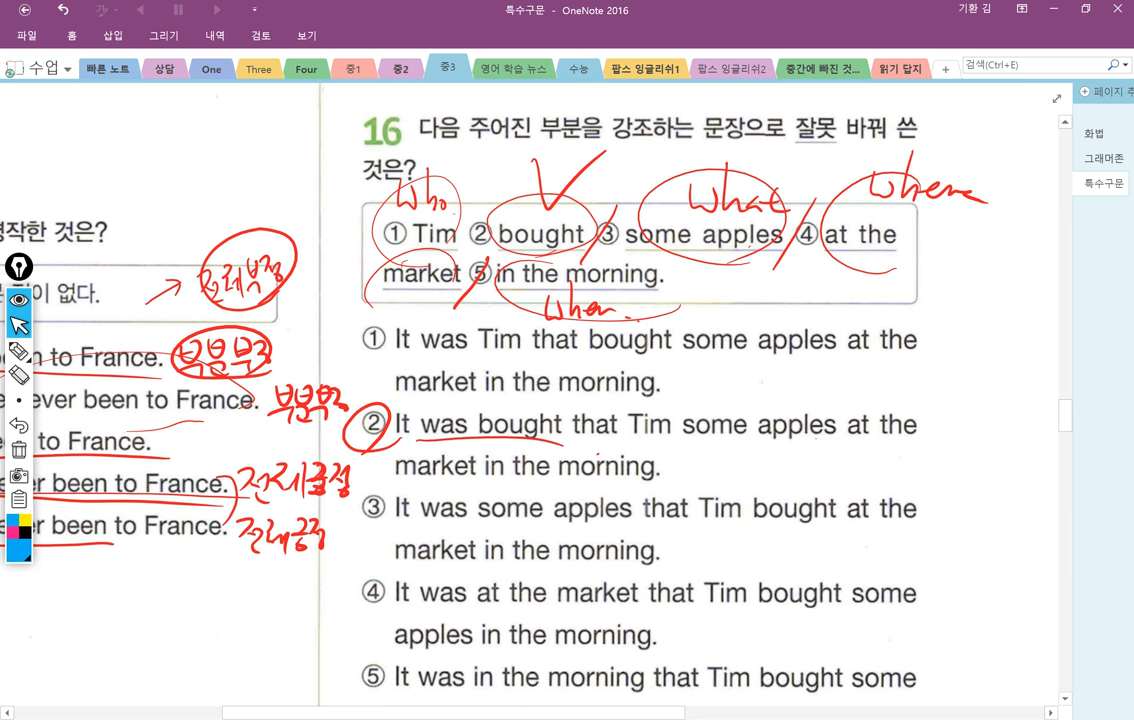 특수구문 - OneNote 2016
기환 김
파일 홈 삽입 그리기 내역 검토 보기
수업 빠른 노트 상담 One Three Four 중1 중2 중3 영어 학습 뉴스 수능 팝스 잉글리쉬1 팝스 잉글리쉬2 중간에 빠진 것... 읽기 답지 + 검색(Ctrl+E)
페이지 추
화법
그래머존
특수구문
영작한 것은?
이 없다.
전체부정
to France. 부분부정
ever been to France. 부분부정
to France.
er been to France. 전체긍정
er been to France. 전체긍정
16 다음 주어진 부분을 강조하는 문장으로 잘못 바꿔 쓴
것은?
who what where
① Tim ② bought ③ some apples ④ at the
market ⑤ in the morning.
when
① It was Tim that bought some apples at the
market in the morning.
② It was bought that Tim some apples at the
market in the morning.
③ It was some apples that Tim bought at the
market in the morning.
④ It was at the market that Tim bought some
apples in the morning.
⑤ It was in the morning that Tim bought some